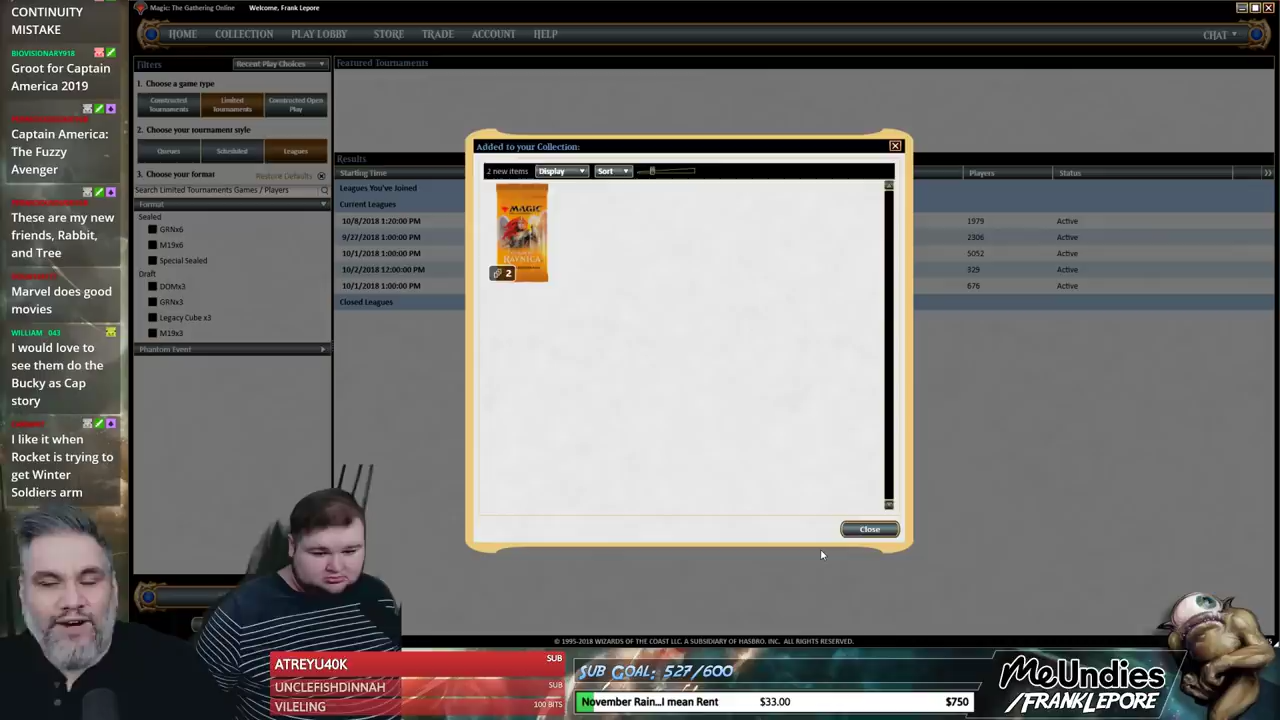 CONTINUITY
MISTAKE
BIOVISIONARY918
Groot for Captain
America 2019
Captain America:
The Fuzzy
Avenger
These are my new
friends, Rabbit,
and Tree
Marvel does good
movies
WILLIAM_043
I would love to
see them do the
Bucky as Cap
story
I like it when
Rocket is trying to
get Winter
Soldiers arm
Magic: The Gathering Online
Welcome, Frank Lepore
HOME COLLECTION PLAY LOBBY STORE TRADE ACCOUNT HELP
CHAT
Filters
Recent Play Choices
Featured Tournaments
1. Choose a game type
Constructed Tournaments
Limited Tournaments
Constructed Open Play
2. Choose your tournament style
Queues Scheduled Leagues
3. Choose your format
Restore Defaults
Search Limited Tournaments Games / Players
Format
Sealed
GRNx6
M19x6
Special Sealed
Draft
DOMx3
GRNx3
Legacy Cube x3
M19x3
Phantom Event
Results
Starting Time Players Status
Leagues You've Joined
Current Leagues
10/8/2018 1:20:00 PM 1979 Active
9/27/2018 1:00:00 PM 2306 Active
10/1/2018 1:00:00 PM 5052 Active
10/2/2018 12:00:00 PM 329 Active
10/1/2018 1:00:00 PM 676 Active
Closed Leagues
Added to your Collection:
2 new items Display Sort
MAGIC
RAVNICA
2
Close
© 1995-2018 WIZARDS OF THE COAST LLC. A SUBSIDIARY OF HASBRO, INC. ALL RIGHTS RESERVED.
ATREYU40K SUB
UNCLEFISHDINNAH SUB
VILELING 100 BITS
SUB GOAL: 527/600
November Rain...I mean Rent $33.00 $750
MeUndies
/FRANKLEPORE